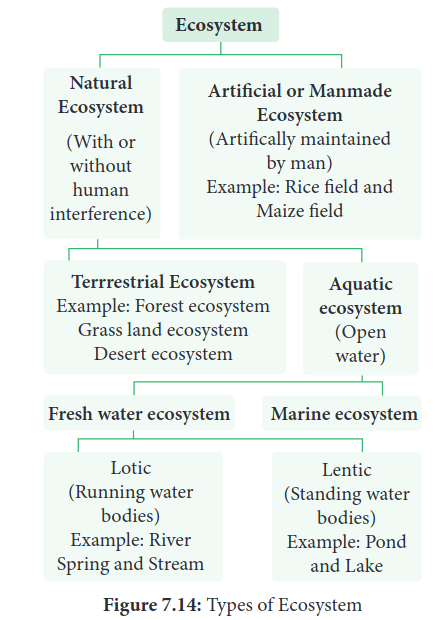 Ecosystem
Natural
Ecosystem
(With or
without
human
interference)
Artificial or Manmade
Ecosystem
(Artifically maintained
by man)
Example: Rice field and
Maize field
Terrrestrial Ecosystem
Example: Forest ecosystem
Grass land ecosystem
Desert ecosystem
Aquatic
ecosystem
(Open
water)
Fresh water ecosystem
Marine ecosystem
Lotic
(Running water
bodies)
Example: River
Spring and Stream
Lentic
(Standing water
bodies)
Example: Pond
and Lake
Figure 7.14: Types of Ecosystem